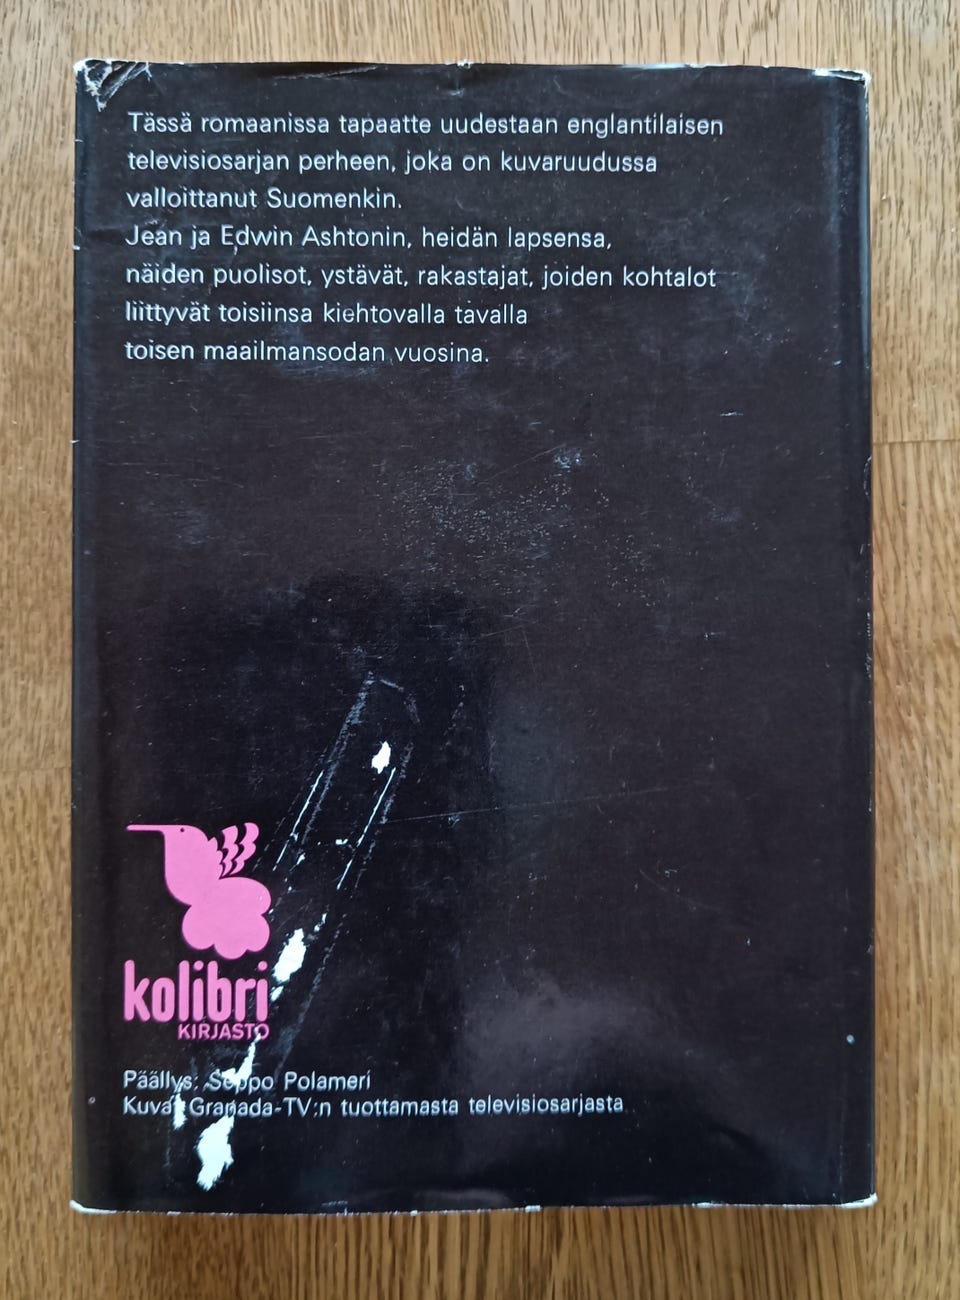 Tässä romaanissa tapaatte uudestaan englantilaisen
televisiosarjan perheen, joka on kuvaruudussa
valloittanut Suomenkin.
Jean ja Edwin Ashtonin, heidän lapsensa,
näiden puolisot, ystävät, rakastajat, joiden kohtalot
liittyvät toisiinsa kiehtovalla tavalla
toisen maailmansodan vuosina.
kolibri
KIRJASTO
Päällys: Seppo Polameri
Kuvat Granada-TV:n tuottamasta televisiosarjasta